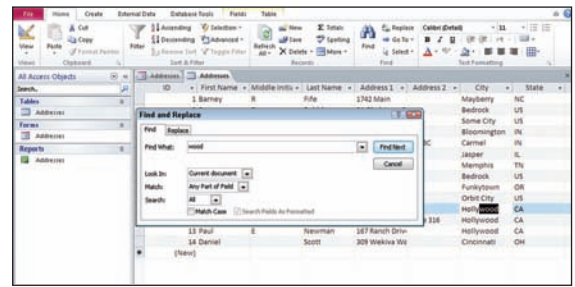 File Home Create External Data Database Tools Fields Table
View Paste Cut Copy Format Painter
Filter Ascending Descending Remove Sort Selection Advanced Toggle Filter
Refresh All New Save Delete Totals Spelling More
Find Replace Go To Select
Calibri (Detail) 11
B I U
Views Clipboard Sort & Filter Records Find Text Formatting
All Access Objects
Search..
Tables
Addresses
Forms
Addresses
Reports
Addresses
Addresses Addresses
ID First Name Middle Initi Last Name Address 1 Address 2 City State
1 Barney R Fife 1742 Main Mayberry NC
Bedrock US
Some City US
Bloomington IN
Carmel IN
Jasper IL
Memphis TN
Bedrock US
Funkytown OR
Orbit City US
Hollywood CA
316 Hollywood CA
13 Paul E Newman 167 Ranch Driv Hollywood CA
14 Daniel Scott 309 Wekiva Wa Cincinnati OH
(New)
Find and Replace
Find Replace
Find What: wood Find Next
Cancel
Look In: Current document
Match: Any Part of Field
Search: All
Match Case Search Fields As Formatted